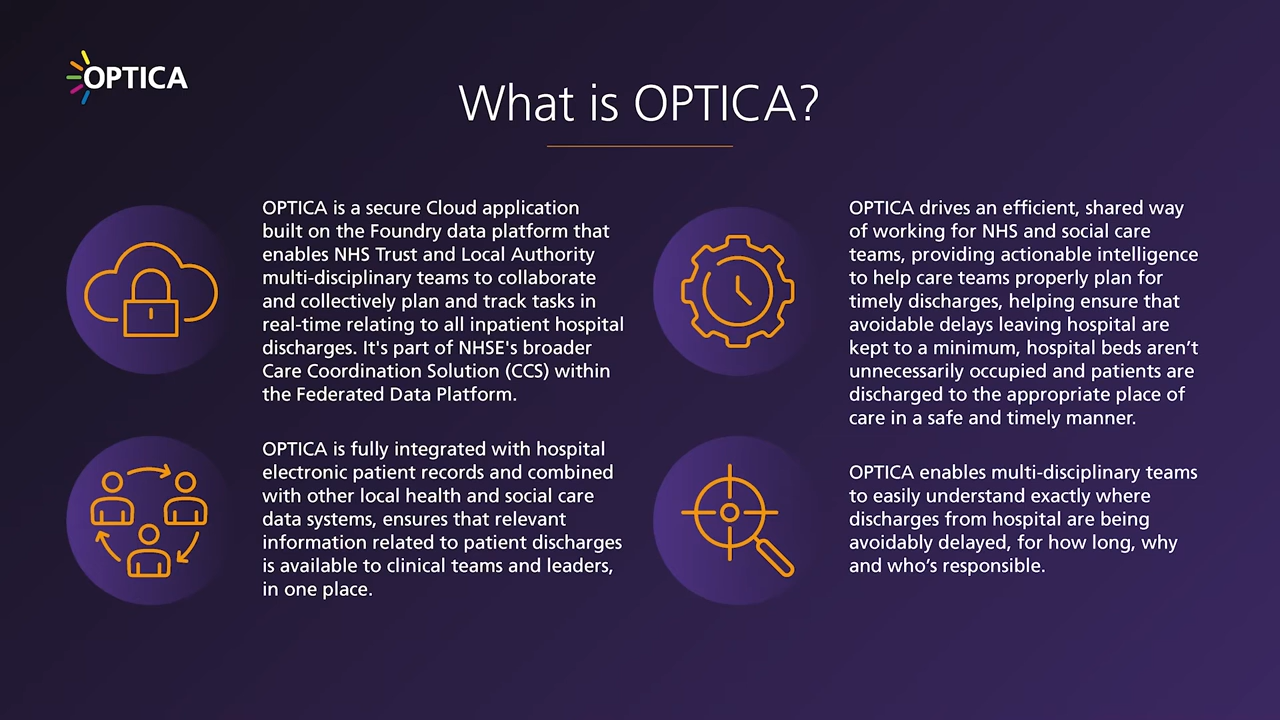 OPTICA
What is OPTICA?
OPTICA is a secure Cloud application
built on the Foundry data platform that
enables NHS Trust and Local Authority
multi-disciplinary teams to collaborate
and collectively plan and track tasks in
real-time relating to all inpatient hospital
discharges. It's part of NHSE's broader
Care Coordination Solution (CCS) within
the Federated Data Platform.
OPTICA is fully integrated with hospital
electronic patient records and combined
with other local health and social care
data systems, ensures that relevant
information related to patient discharges
is available to clinical teams and leaders,
in one place.
OPTICA drives an efficient, shared way
of working for NHS and social care
teams, providing actionable intelligence
to help care teams properly plan for
timely discharges, helping ensure that
avoidable delays leaving hospital are
kept to a minimum, hospital beds aren’t
unnecessarily occupied and patients are
discharged to the appropriate place of
care in a safe and timely manner.
OPTICA enables multi-disciplinary teams
to easily understand exactly where
discharges from hospital are being
avoidably delayed, for how long, why
and who’s responsible.